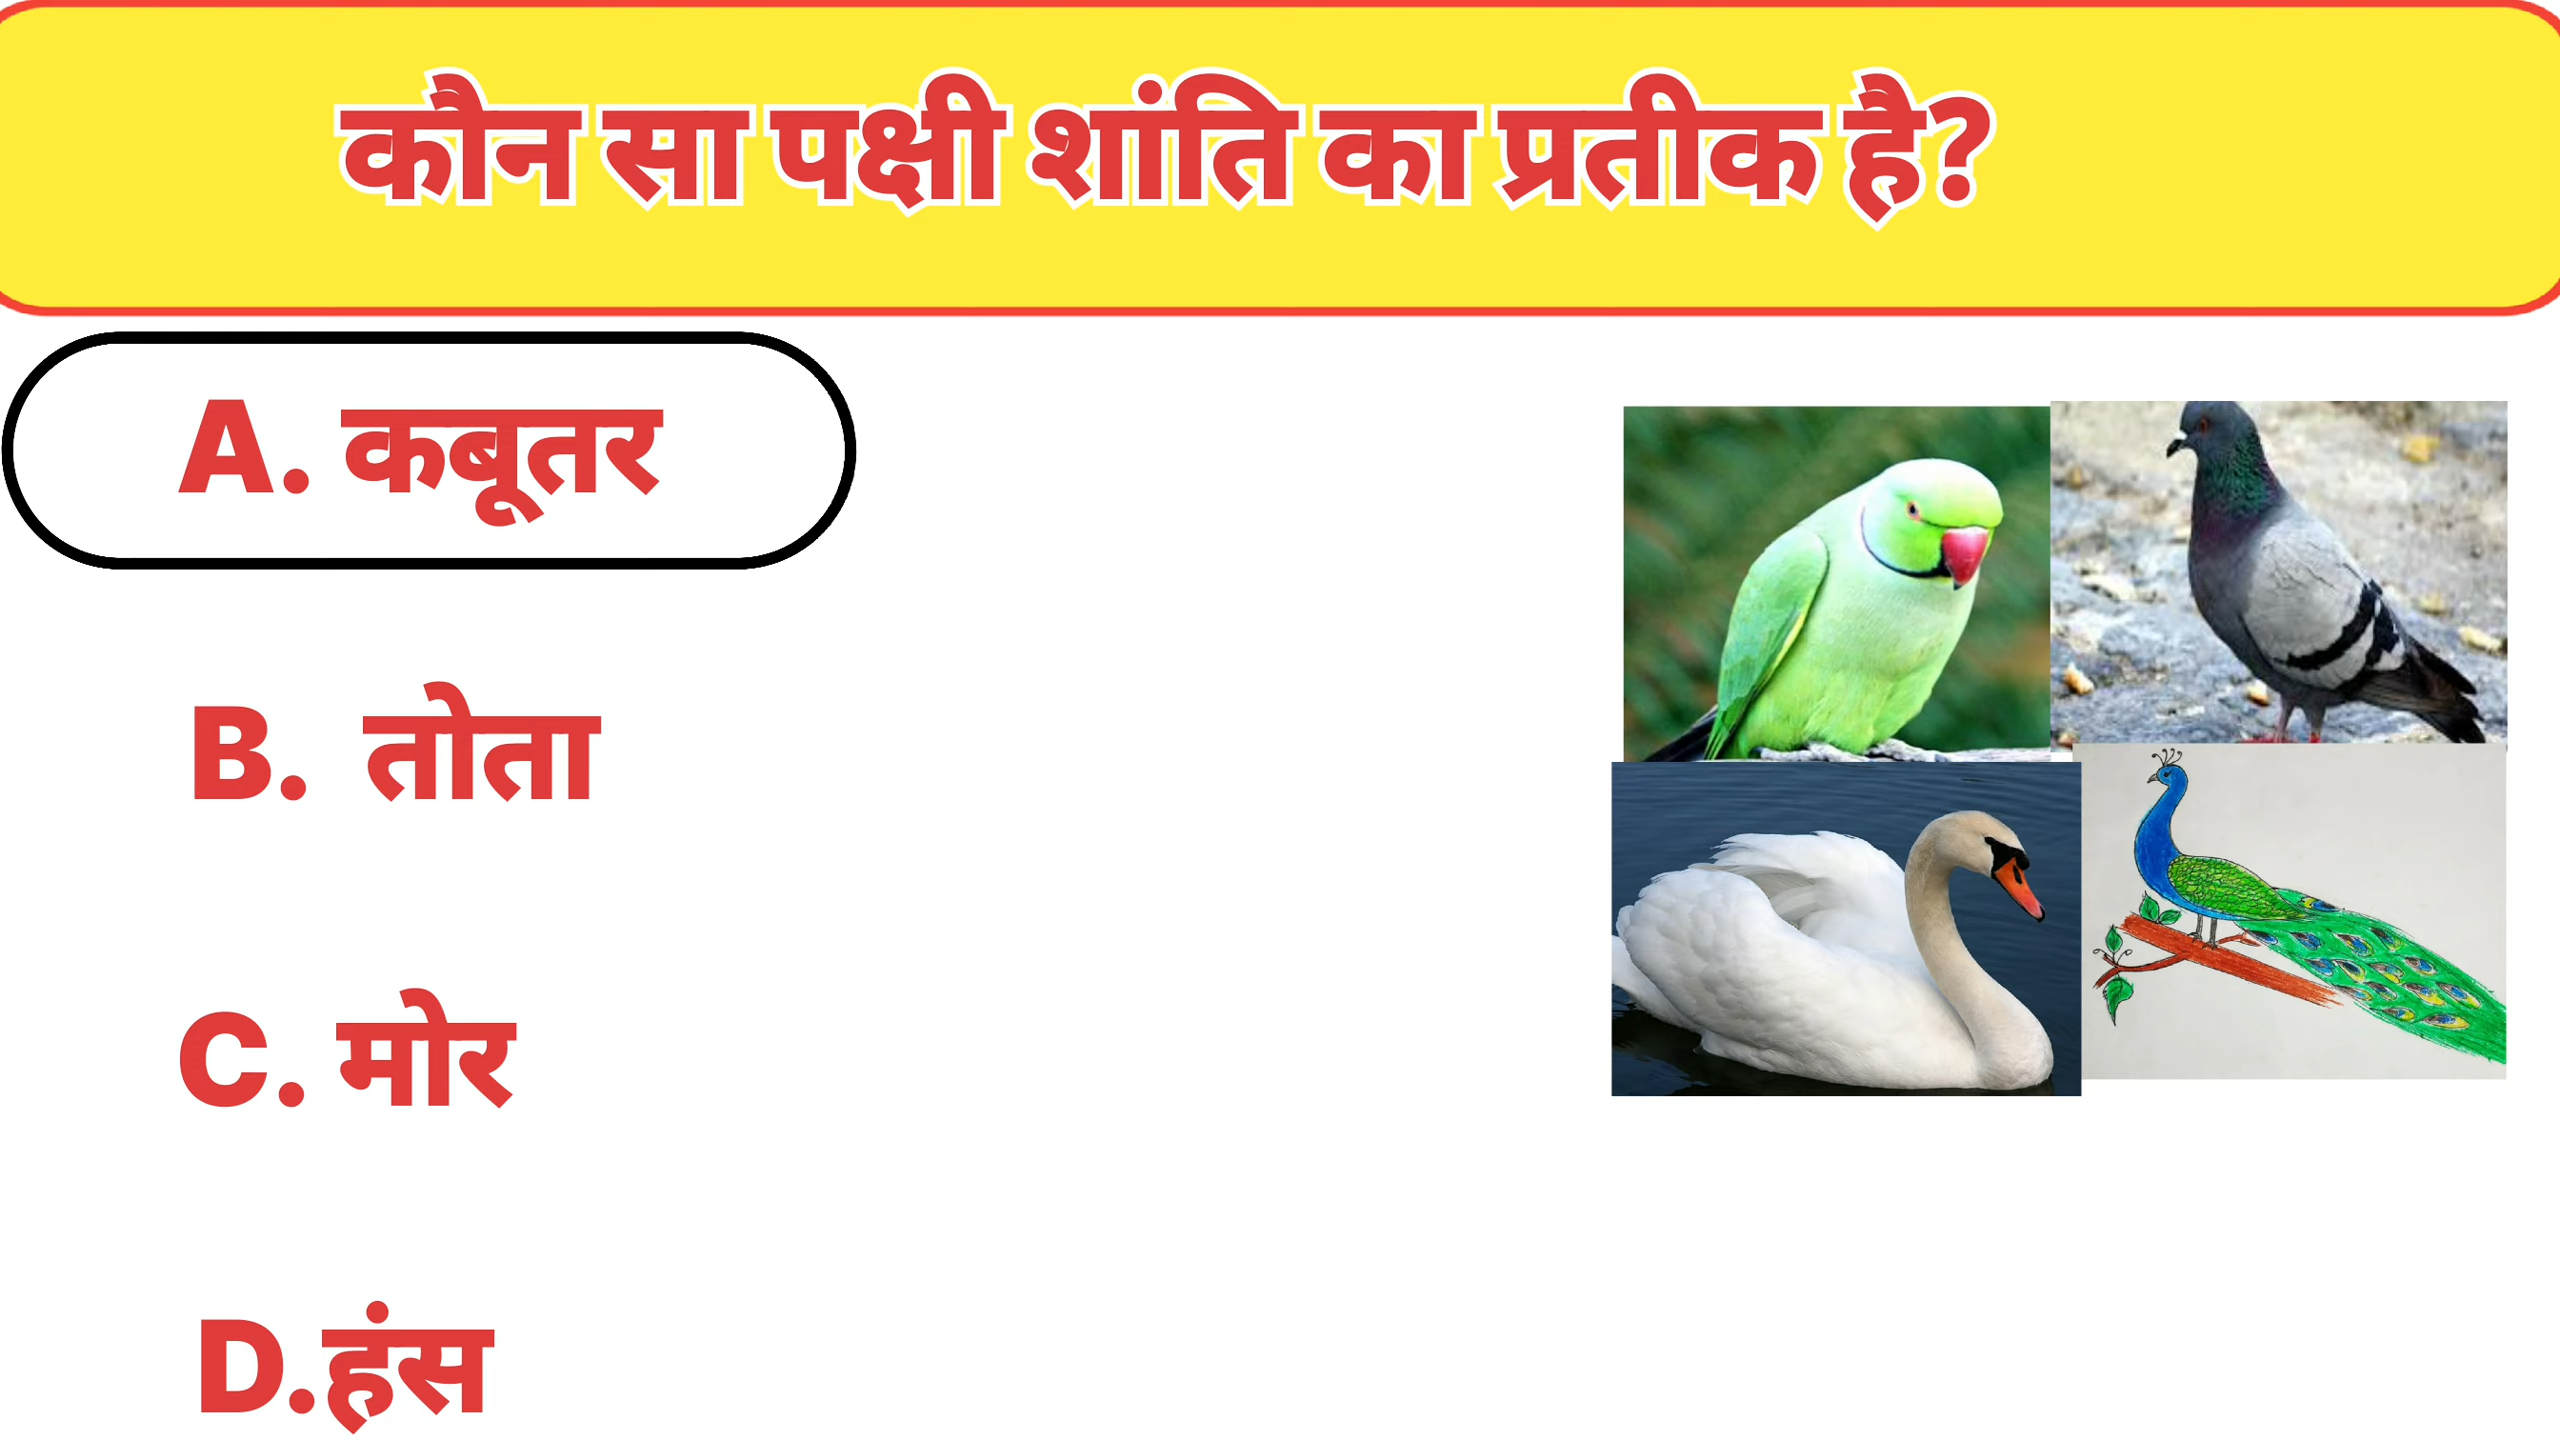 कौन सा पक्षी शांति का प्रतीक है?
A. कबूतर
B. तोता
C. मोर
D.हंस